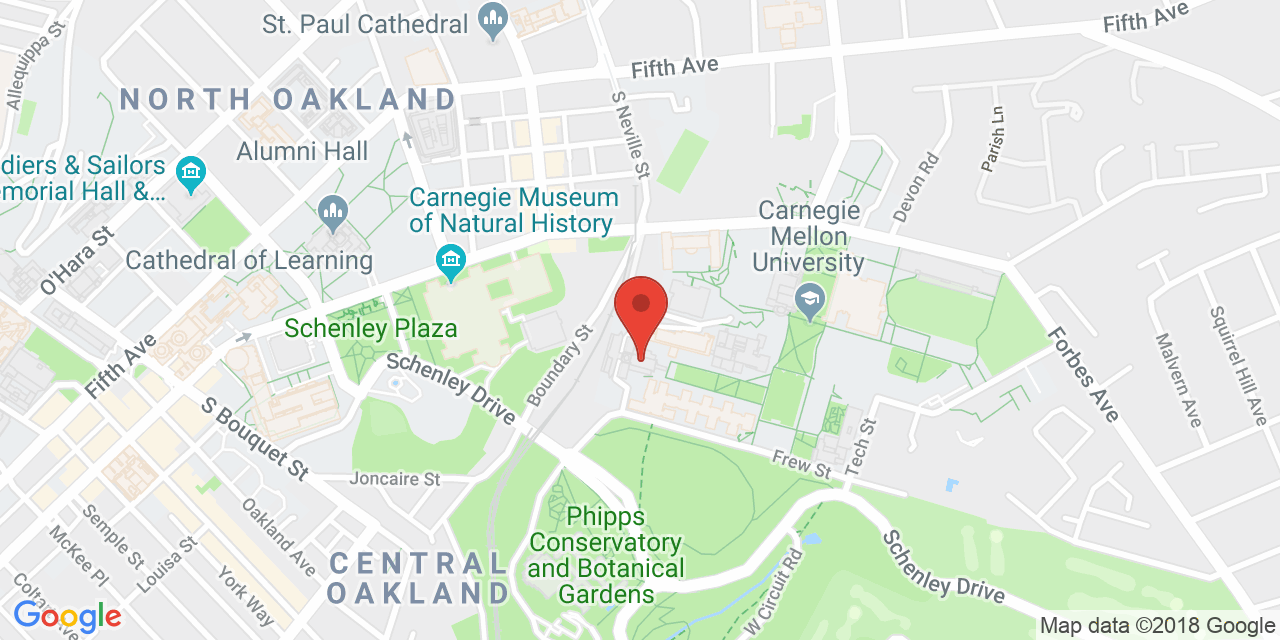 Allequippa St
St. Paul Cathedral
Fifth Ave
Fifth Ave
NORTH OAKLAND
S Neville St
Parish Ln
Alumni Hall
diers & Sailors
emorial Hall &...
Devon Rd
Carnegie Museum
of Natural History
Carnegie
Mellon
University
O'Hara St
Cathedral of Learning
Schenley Plaza
Boundary St
Squirrel Hill Ave
Malvern Ave
Forbes Ave
Fifth Ave
Schenley Drive
S Bouquet St
Tech St
Frew St
Joncaire St
Oakland Ave
Semple St
McKee Pl
Louisa St
York Way
Phipps
Conservatory
and Botanical
Gardens
CENTRAL
OAKLAND
W Circuit Rd
Schenley Drive
Google
Map data ©2018 Google